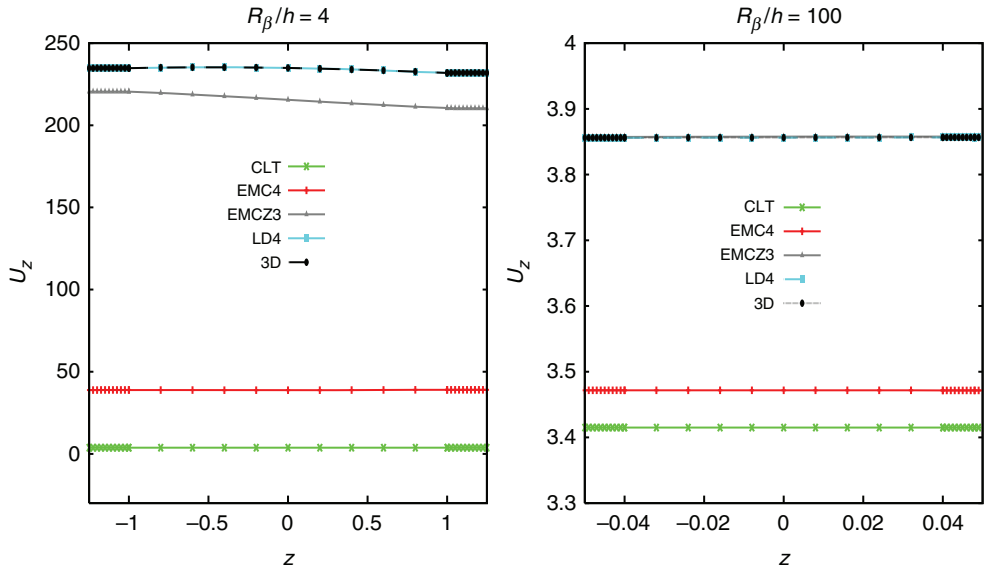 Rβ/h = 4
250
200
150
100
50
0
Uz
CLT
EMC4
EMCZ3
LD4
3D
−1
−0.5
0
0.5
1
z
Rβ/h = 100
4
3.9
3.8
3.7
3.6
3.5
3.4
3.3
Uz
CLT
EMC4
EMCZ3
LD4
3D
−0.04
−0.02
0
0.02
0.04
z